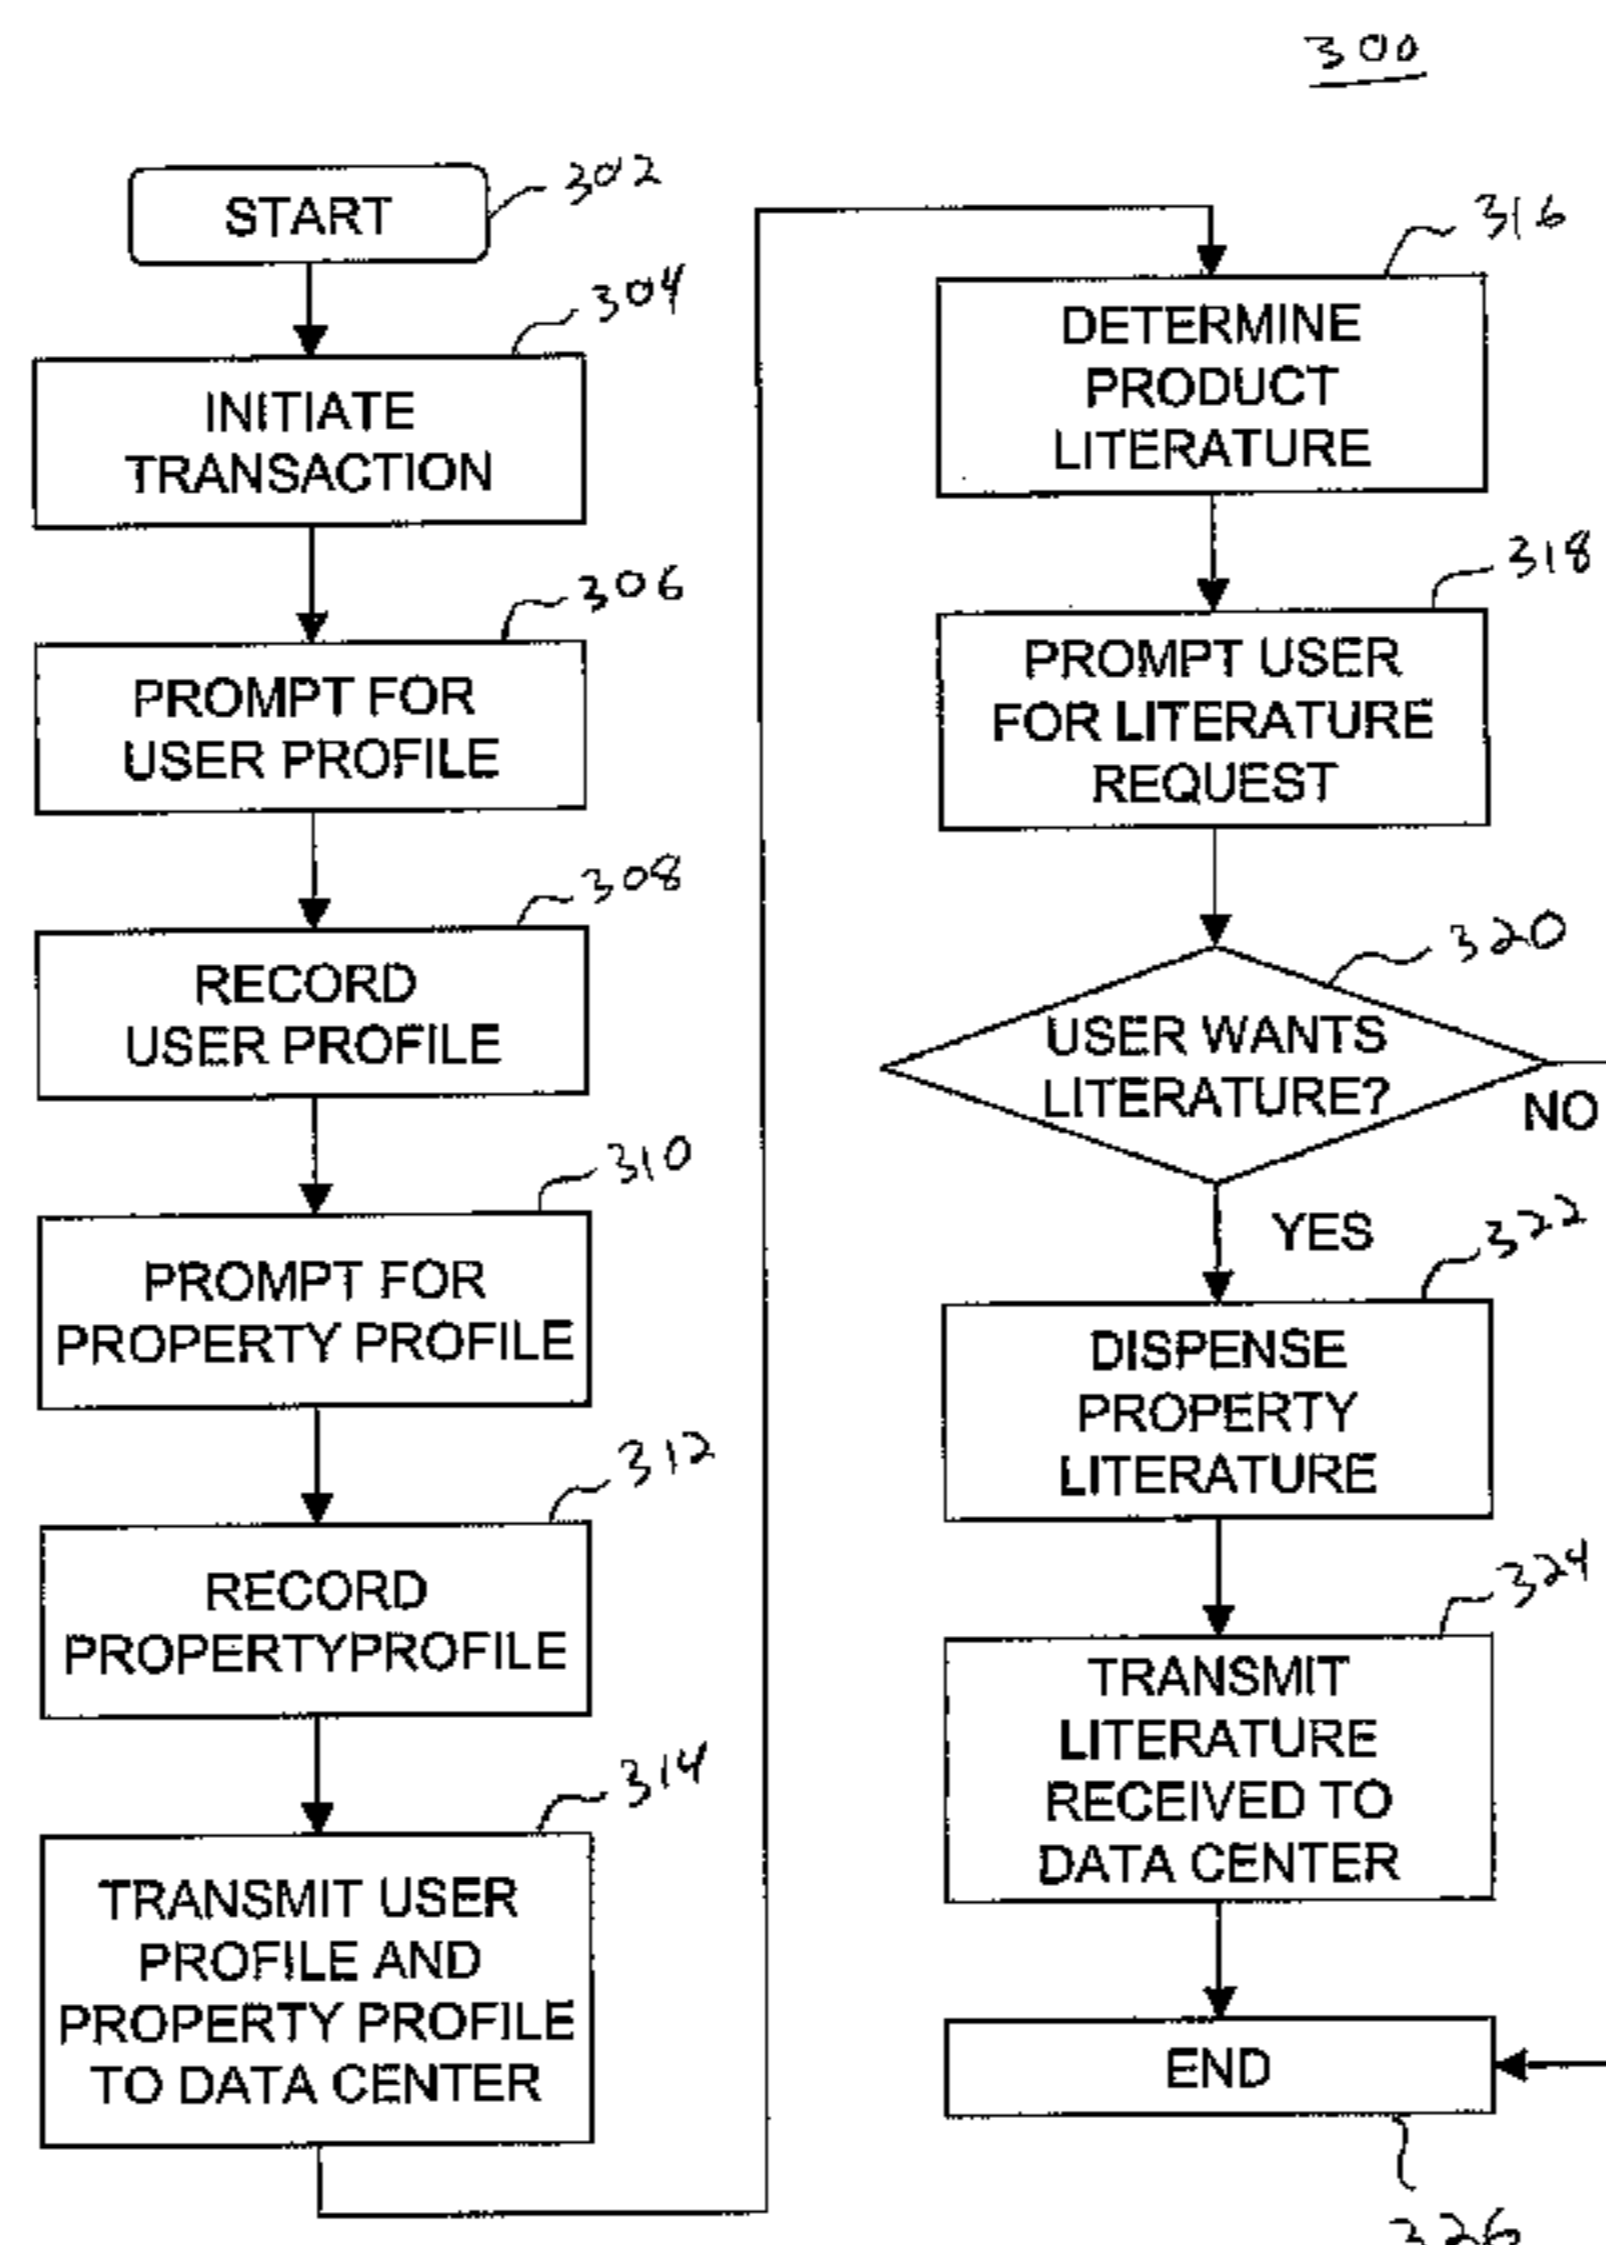 300
START
302
304
INITIATE
TRANSACTION
306
PROMPT FOR
USER PROFILE
308
RECORD
USER PROFILE
310
PROMPT FOR
PROPERTY PROFILE
312
RECORD
PROPERTYPROFILE
314
TRANSMIT USER
PROFILE AND
PROPERTY PROFILE
TO DATA CENTER
316
DETERMINE
PRODUCT
LITERATURE
318
PROMPT USER
FOR LITERATURE
REQUEST
320
USER WANTS
LITERATURE?
NO
YES
322
DISPENSE
PROPERTY
LITERATURE
324
TRANSMIT
LITERATURE
RECEIVED TO
DATA CENTER
END
326